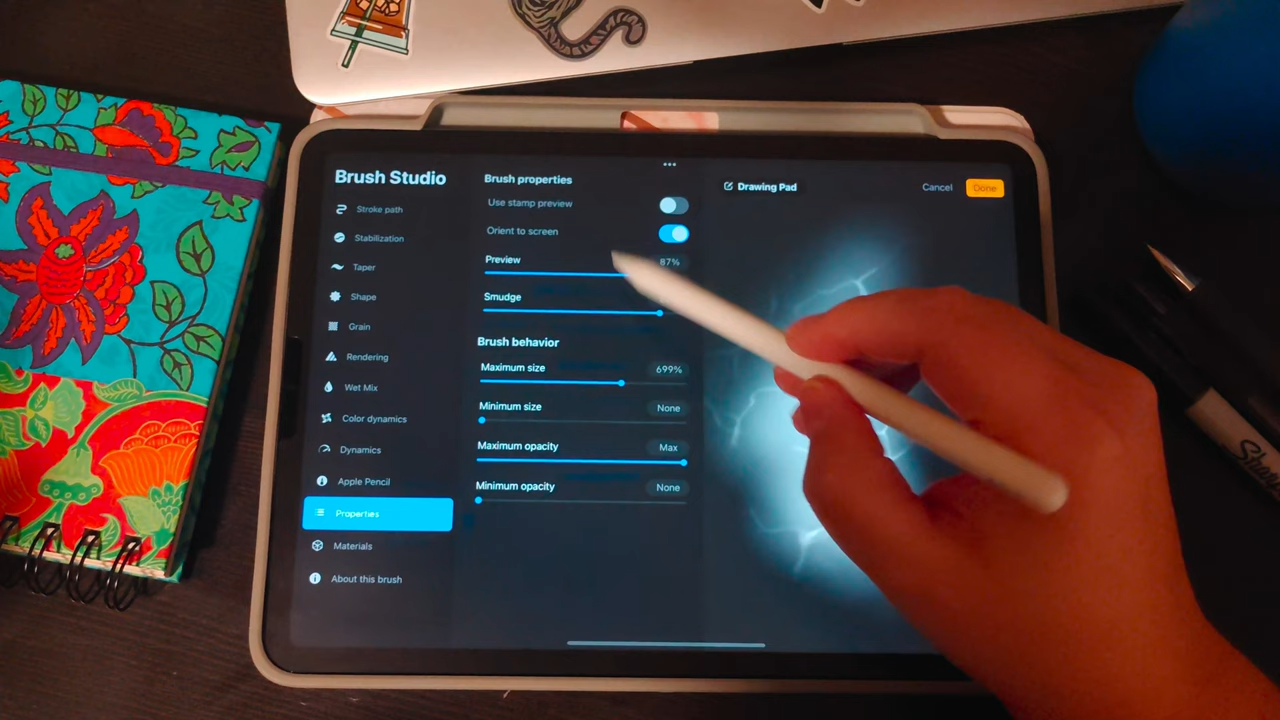 Brush Studio
Stroke path
Stabilization
Taper
Shape
Grain
Rendering
Wet Mix
Color dynamics
Dynamics
Apple Pencil
Properties
Materials
About this brush
Brush properties
Use stamp preview
Orient to screen
Preview 87%
Smudge
Brush behavior
Maximum size 699%
Minimum size None
Maximum opacity Max
Minimum opacity None
Drawing Pad
Cancel Done